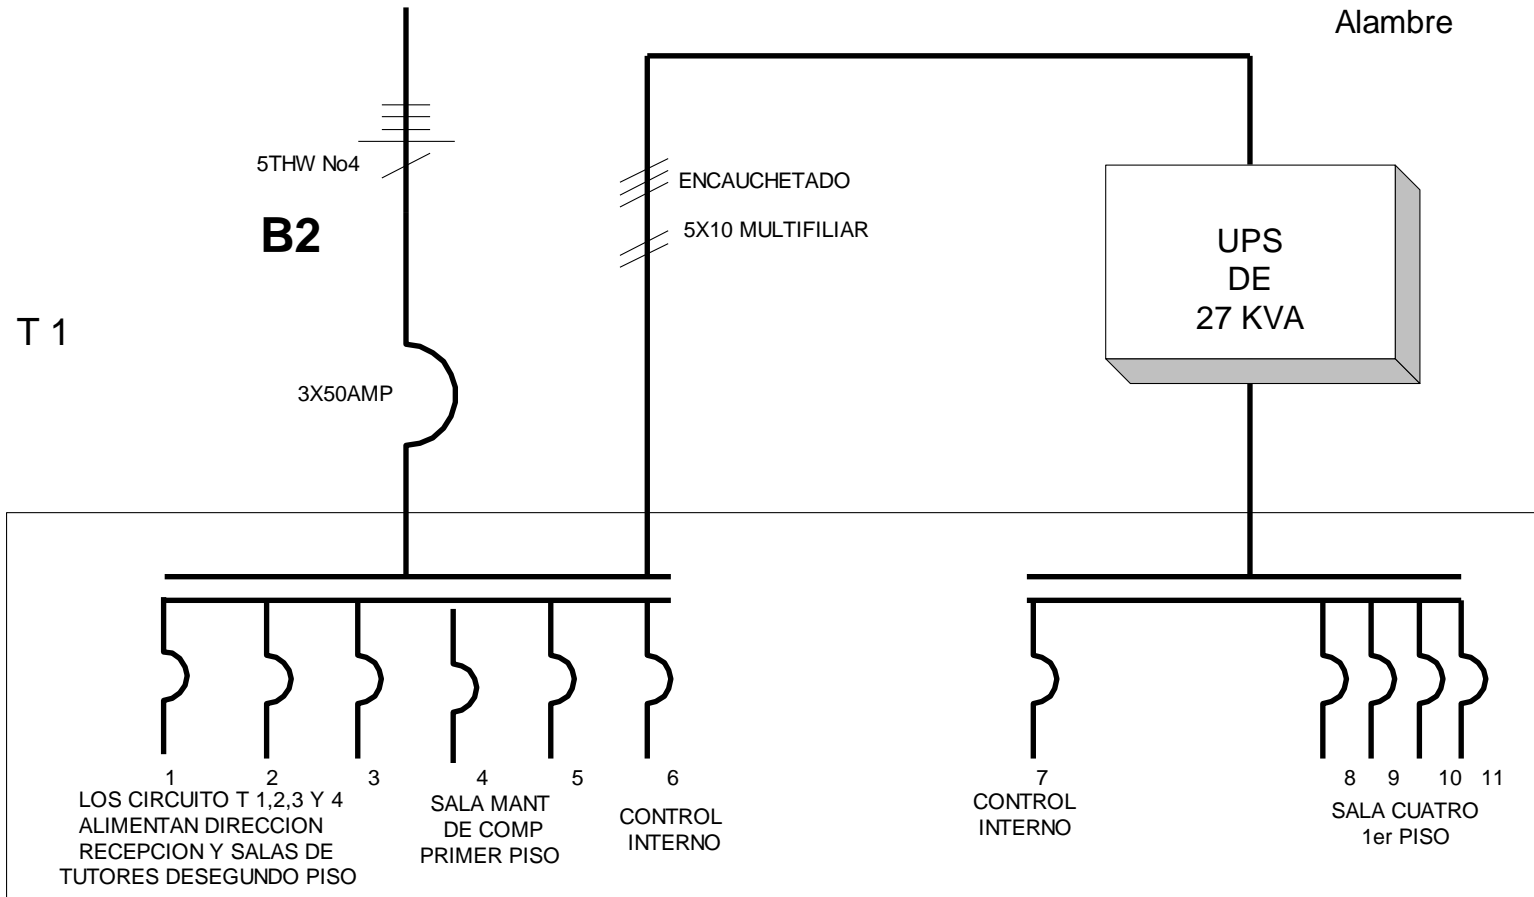 Alambre
5THW No4
B2
ENCAUCHETADO
5X10 MULTIFILIAR
UPS
DE
27 KVA
T 1
3X50AMP
1
2
3
4
5
6
7
8
9
10
11
LOS CIRCUITO T 1,2,3 Y 4
ALIMENTAN DIRECCION
RECEPCION Y SALAS DE
TUTORES DESEGUNDO PISO
SALA MANT
DE COMP
PRIMER PISO
CONTROL
INTERNO
CONTROL
INTERNO
SALA CUATRO
1er PISO